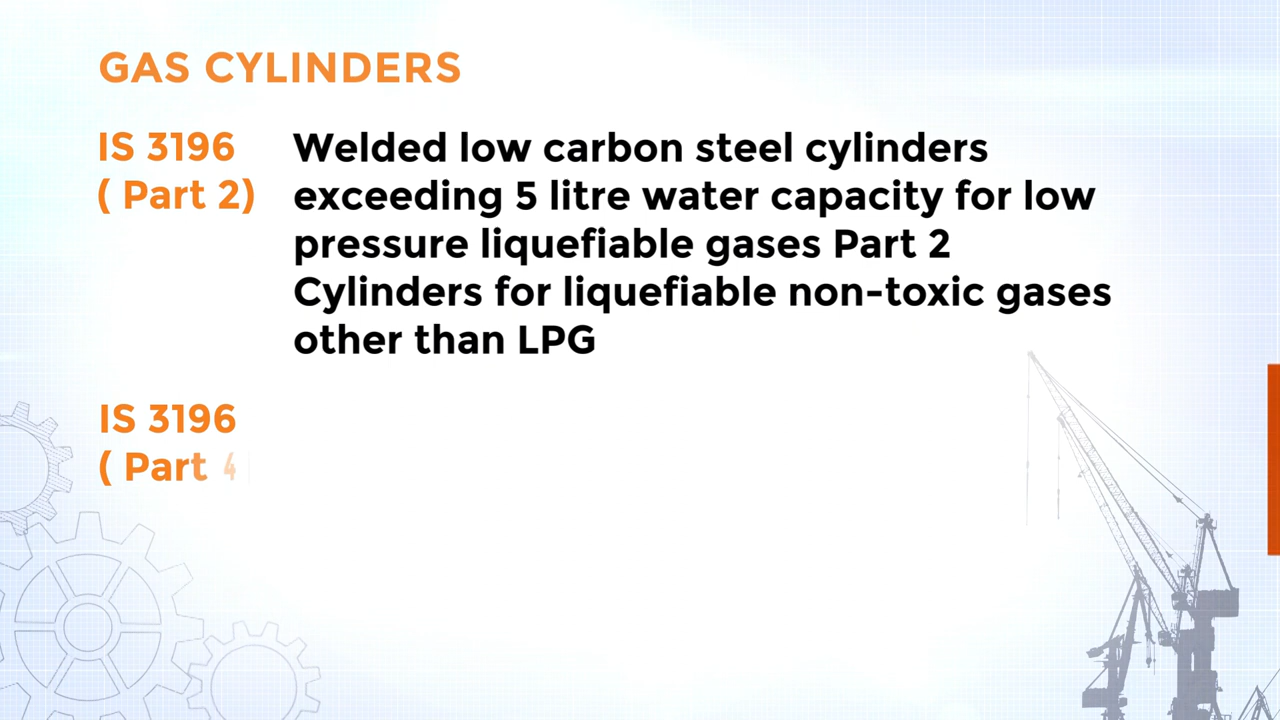 GAS CYLINDERS
IS 3196
( Part 2)
Welded low carbon steel cylinders
exceeding 5 litre water capacity for low
pressure liquefiable gases Part 2
Cylinders for liquefiable non-toxic gases
other than LPG
IS 3196
( Part 4